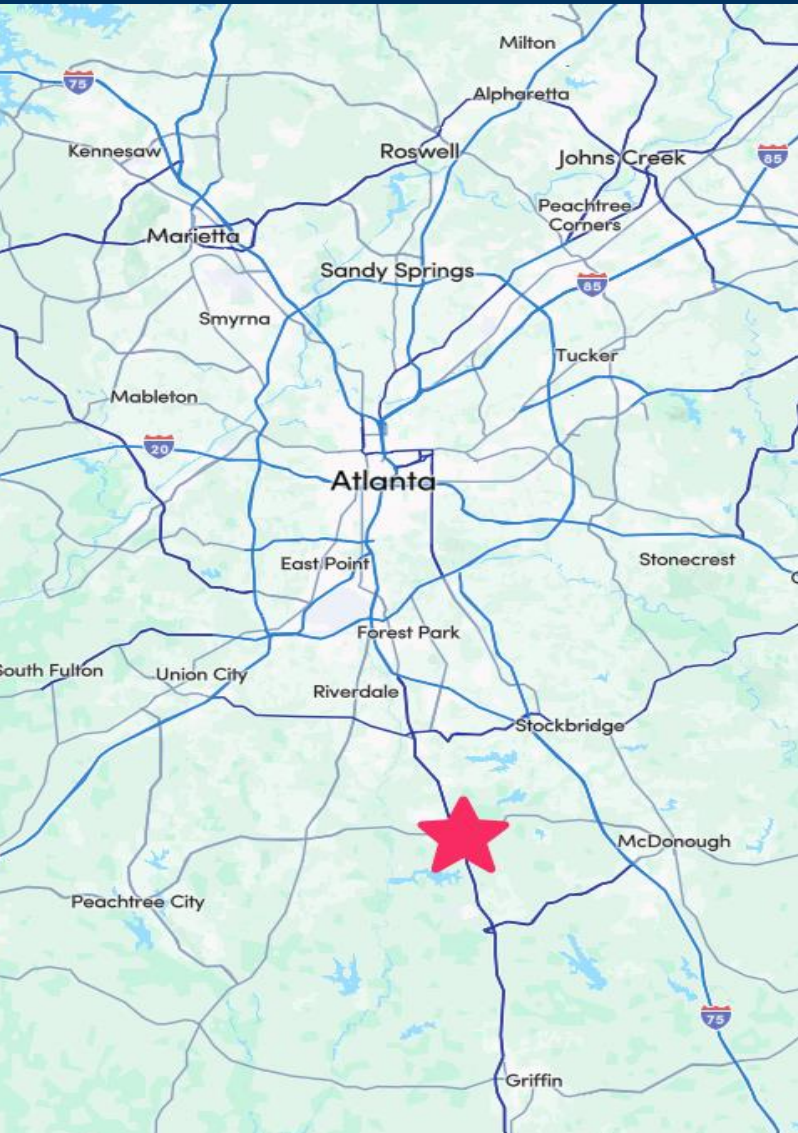 Milton
75
Alpharetta
Kennesaw
Roswell
Johns Creek
85
Peachtree
Corners
Marietta
Sandy Springs
85
Smyrna
Tucker
Mableton
20
Atlanta
East Point
Stonecrest
Forest Park
South Fulton
Union City
Riverdale
Stockbridge
McDonough
Peachtree City
75
Griffin